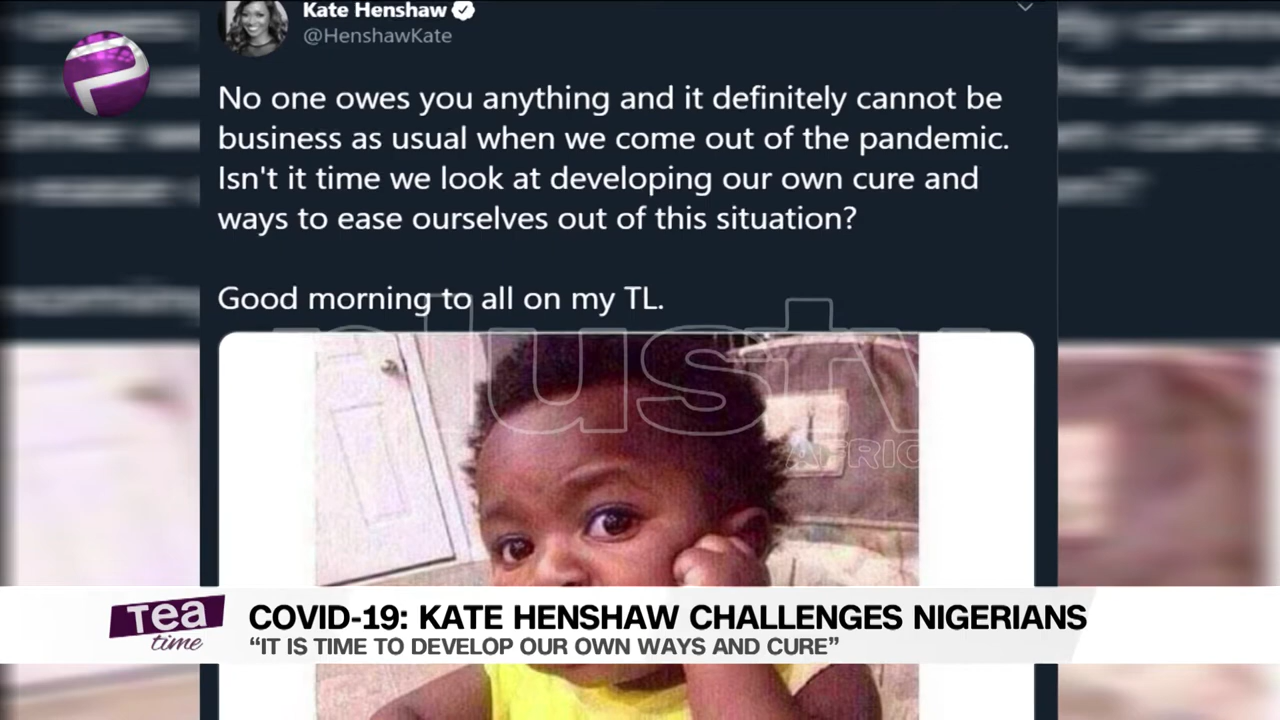 Kate Henshaw
@HenshawKate
No one owes you anything and it definitely cannot be
business as usual when we come out of the pandemic.
Isn't it time we look at developing our own cure and
ways to ease ourselves out of this situation?
Good morning to all on my TL.
plustv
AFRIC
Tea
time
COVID-19: KATE HENSHAW CHALLENGES NIGERIANS
“IT IS TIME TO DEVELOP OUR OWN WAYS AND CURE”